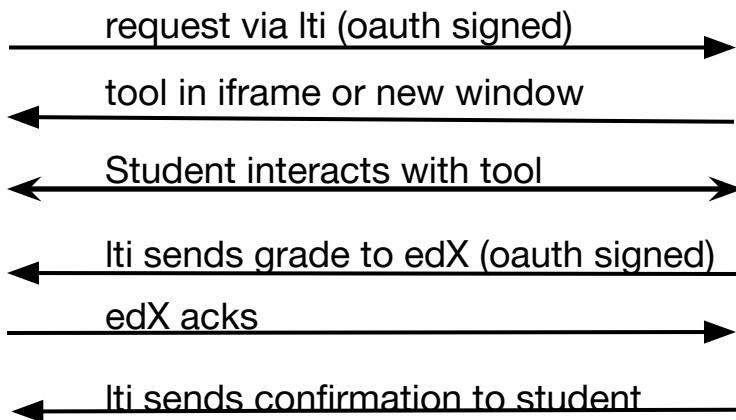 request via lti (oauth signed)
tool in iframe or new window
Student interacts with tool
lti sends grade to edX (oauth signed)
edX acks
lti sends confirmation to student